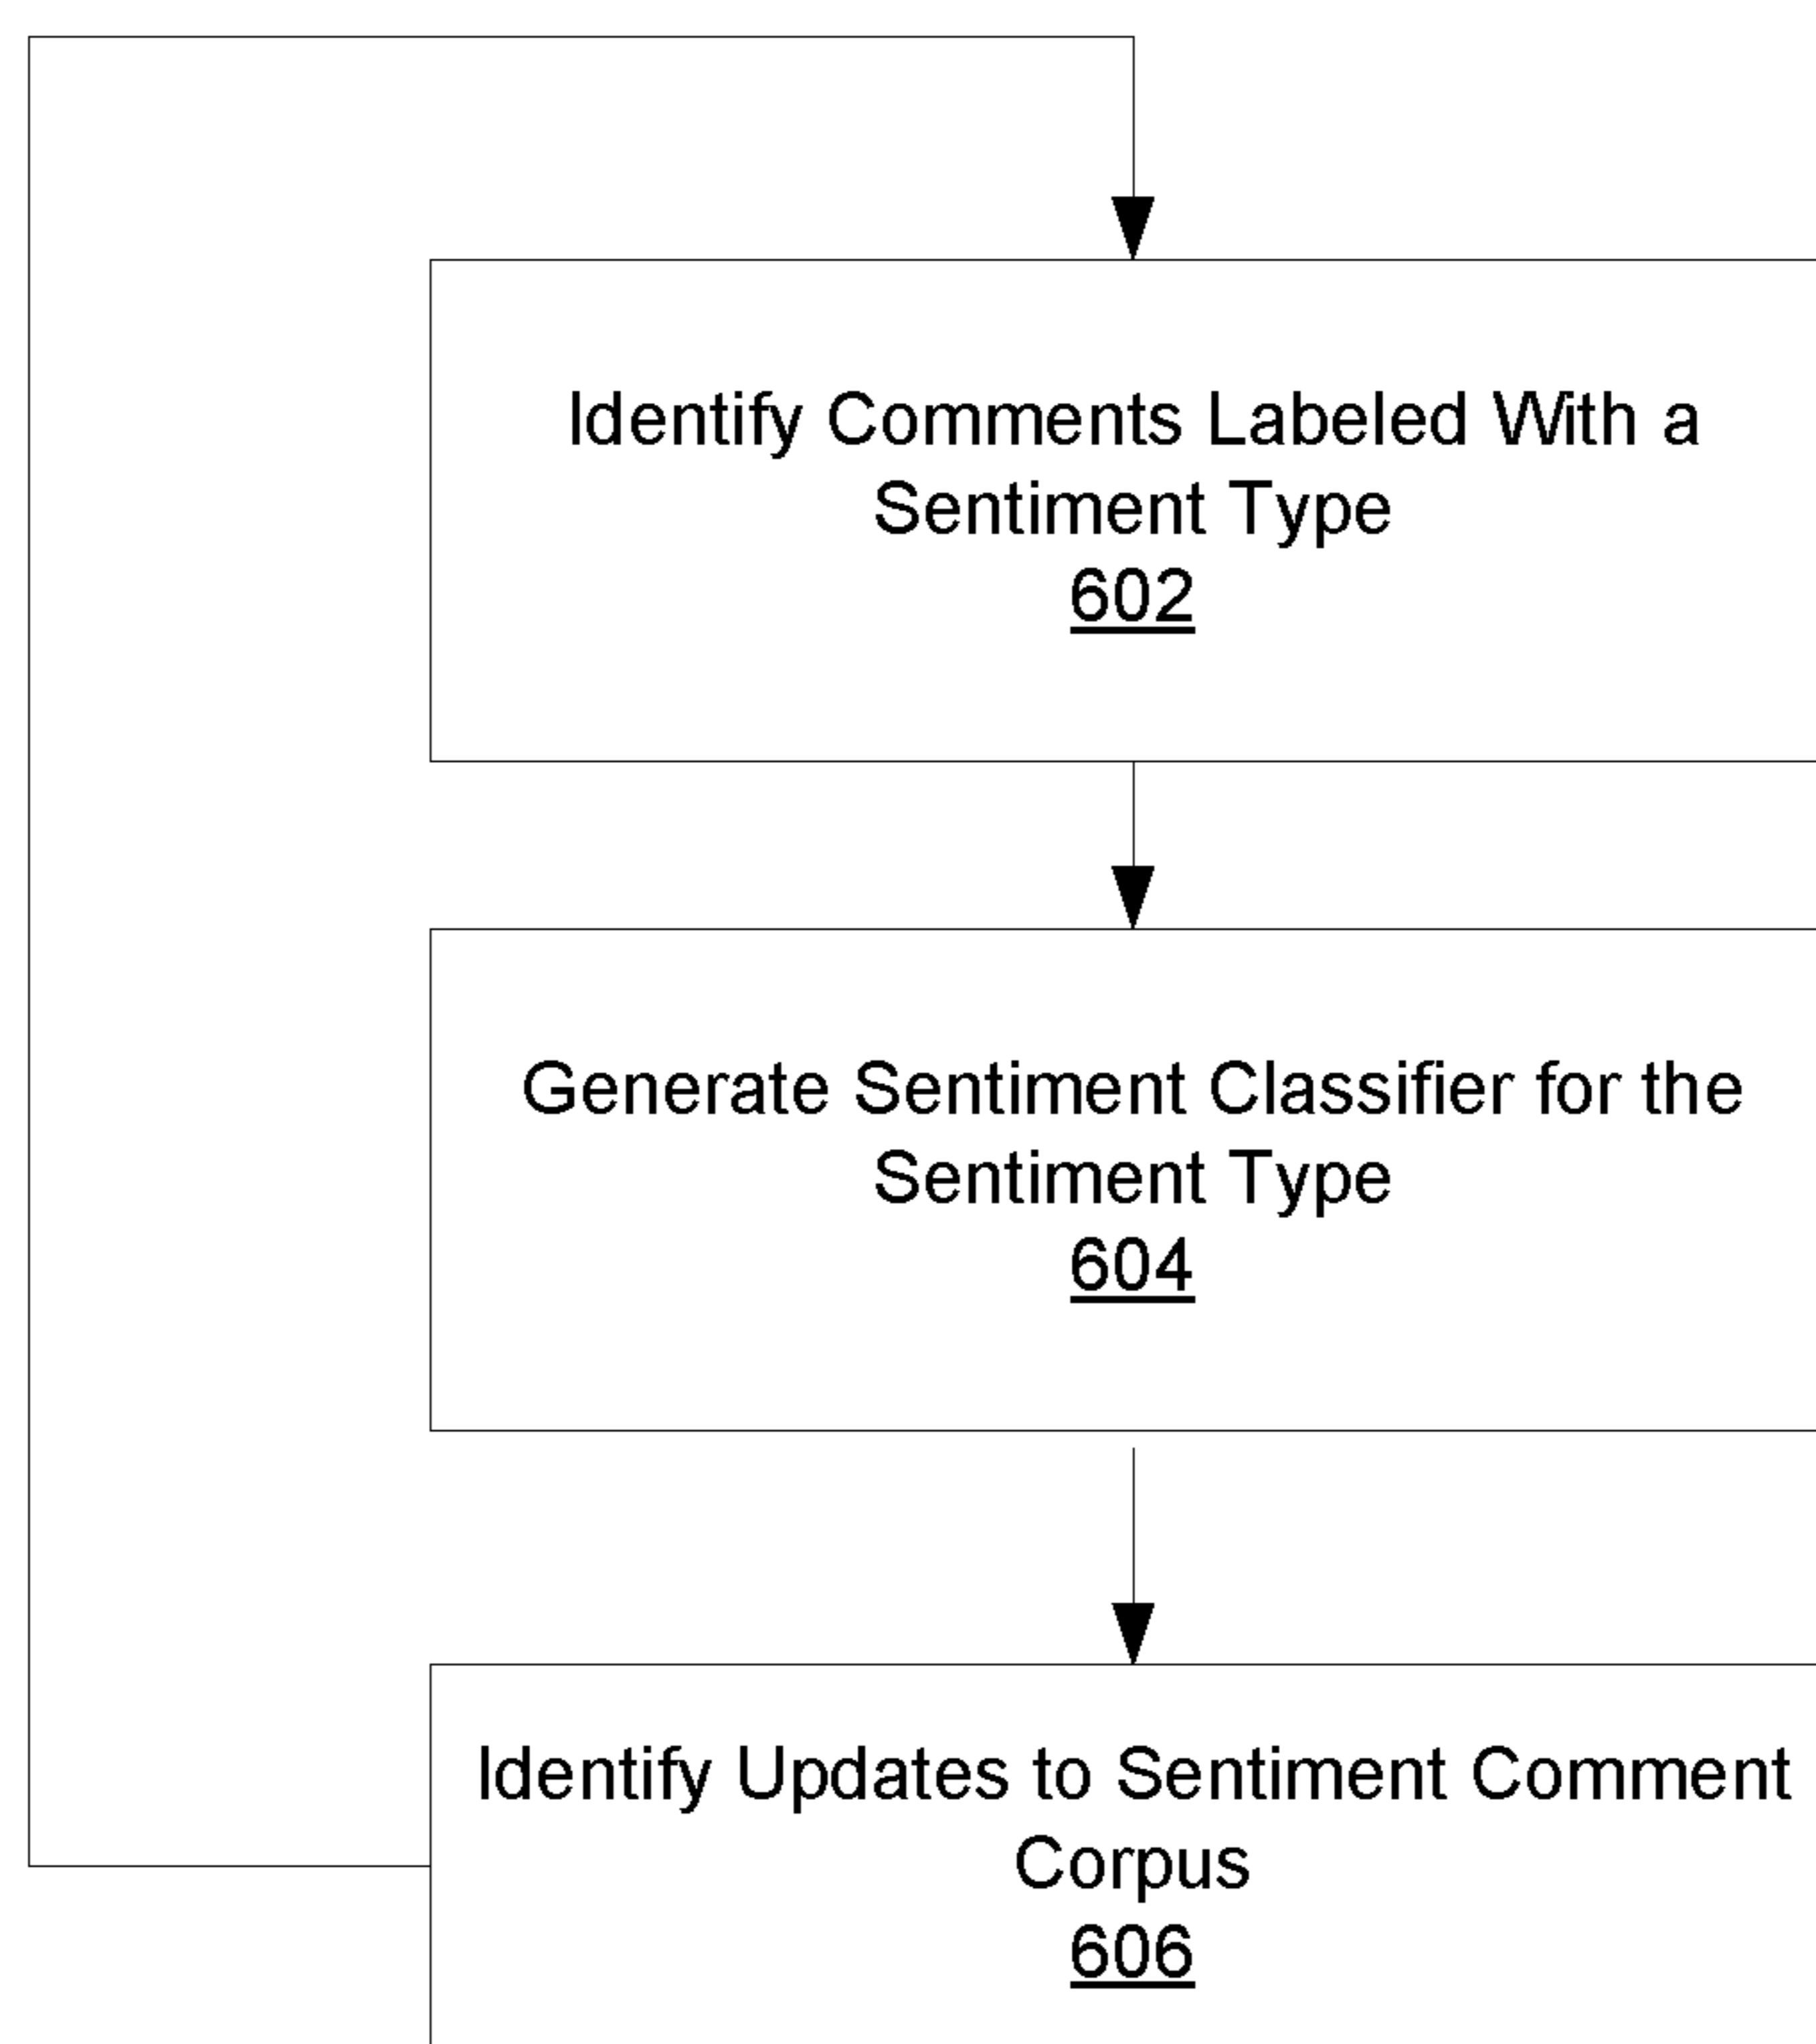 Identify Comments Labeled With a
Sentiment Type
602
Generate Sentiment Classifier for the
Sentiment Type
604
Identify Updates to Sentiment Comment
Corpus
606